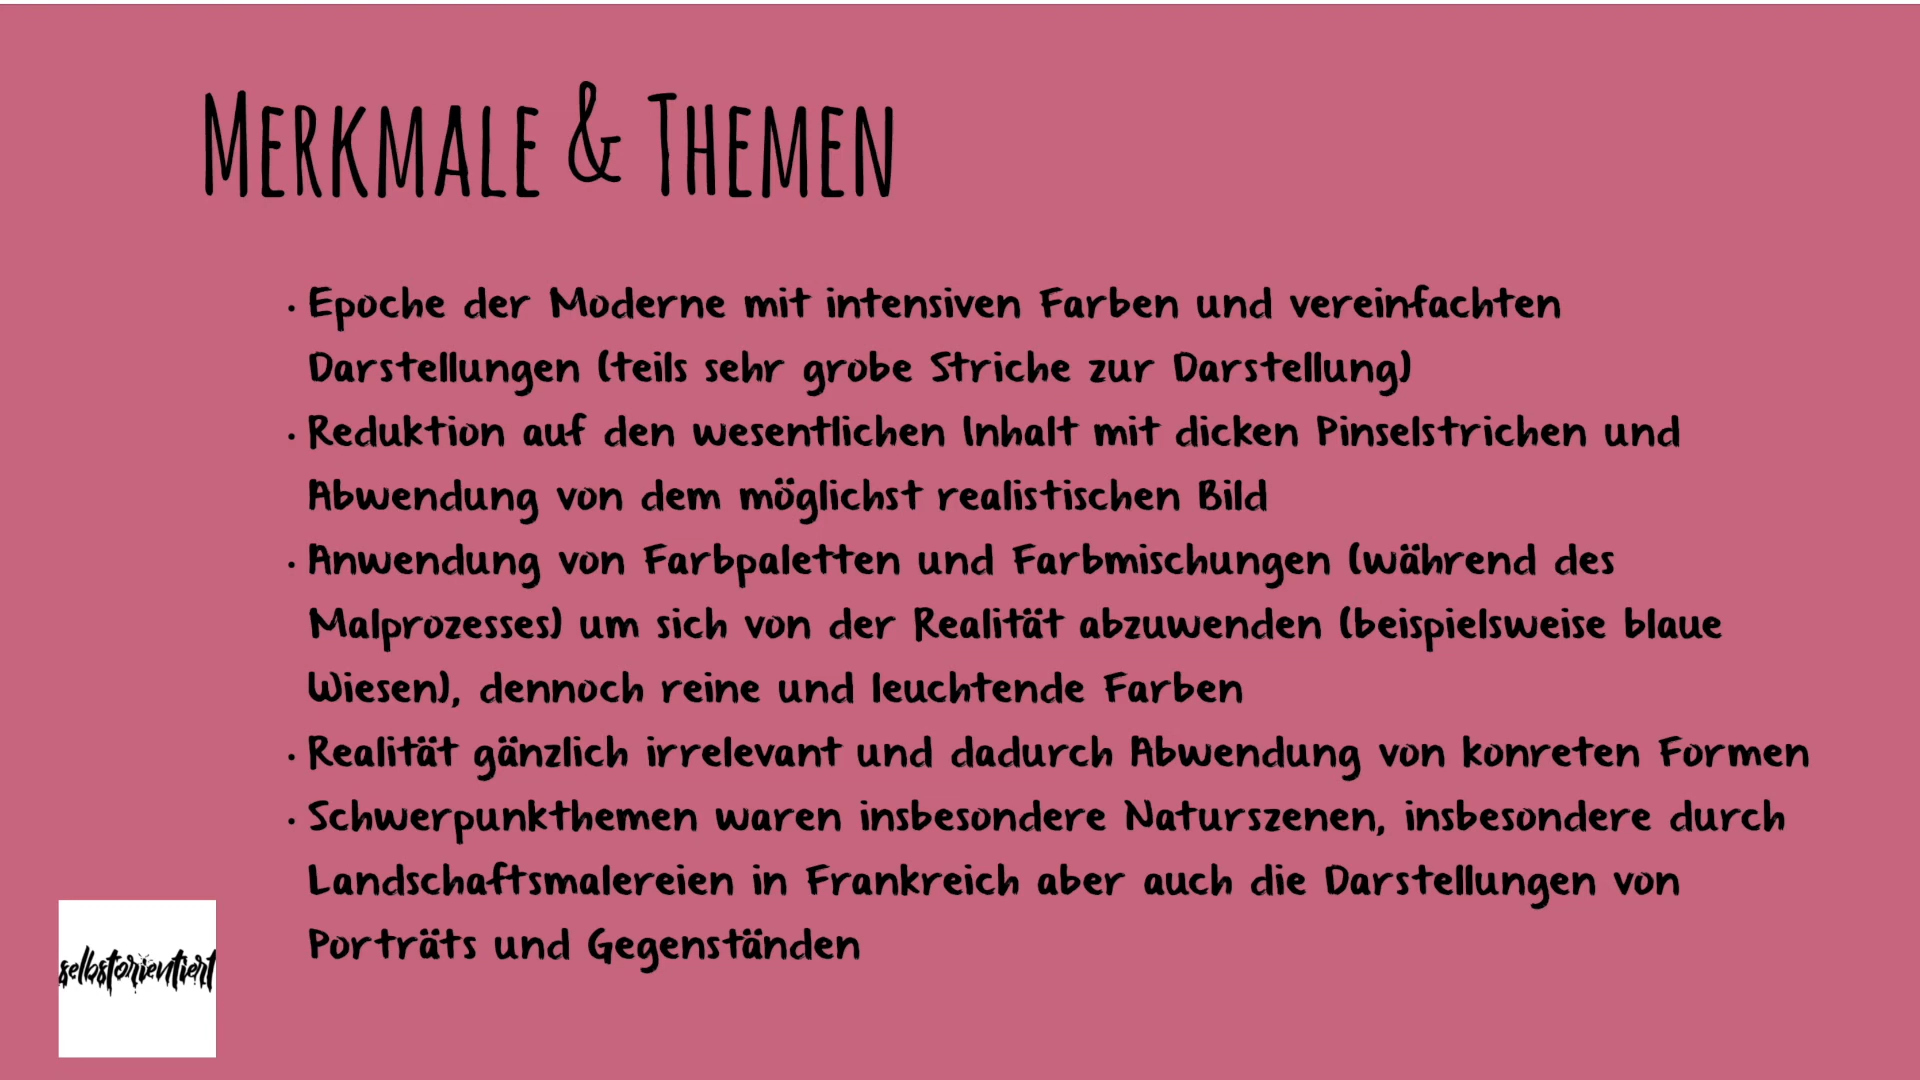 Merkmale & Themen
• Epoche der Moderne mit intensiven Farben und vereinfachten
Darstellungen (teils sehr grobe Striche zur Darstellung)
• Reduktion auf den wesentlichen Inhalt mit dicken Pinselstrichen und
Abwendung von dem möglichst realistischen Bild
• Anwendung von Farbpaletten und Farbmischungen (während des
Malprozesses) um sich von der Realität abzuwenden (beispielsweise blaue
Wiesen), dennoch reine und leuchtende Farben
• Realität gänzlich irrelevant und dadurch Abwendung von konreten Formen
• Schwerpunkthemen waren insbesondere Naturszenen, insbesondere durch
Landschaftsmalereien in Frankreich aber auch die Darstellungen von
Porträts und Gegenständen
selbstorientiert